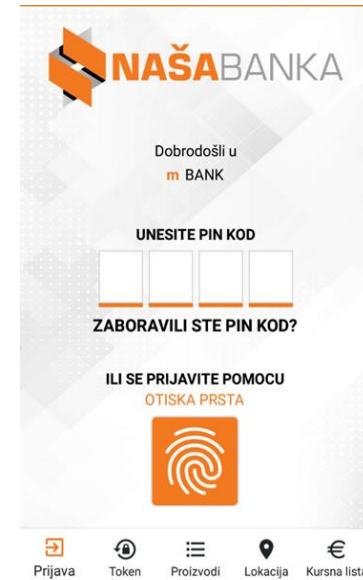 NAŠABANKA
Dobrodošli u
m BANK
UNESITE PIN KOD
ZABORAVILI STE PIN KOD?
ILI SE PRIJAVITE POMOCU
OTISKA PRSTA
Prijava Token Proizvodi Lokacija Kursna lista